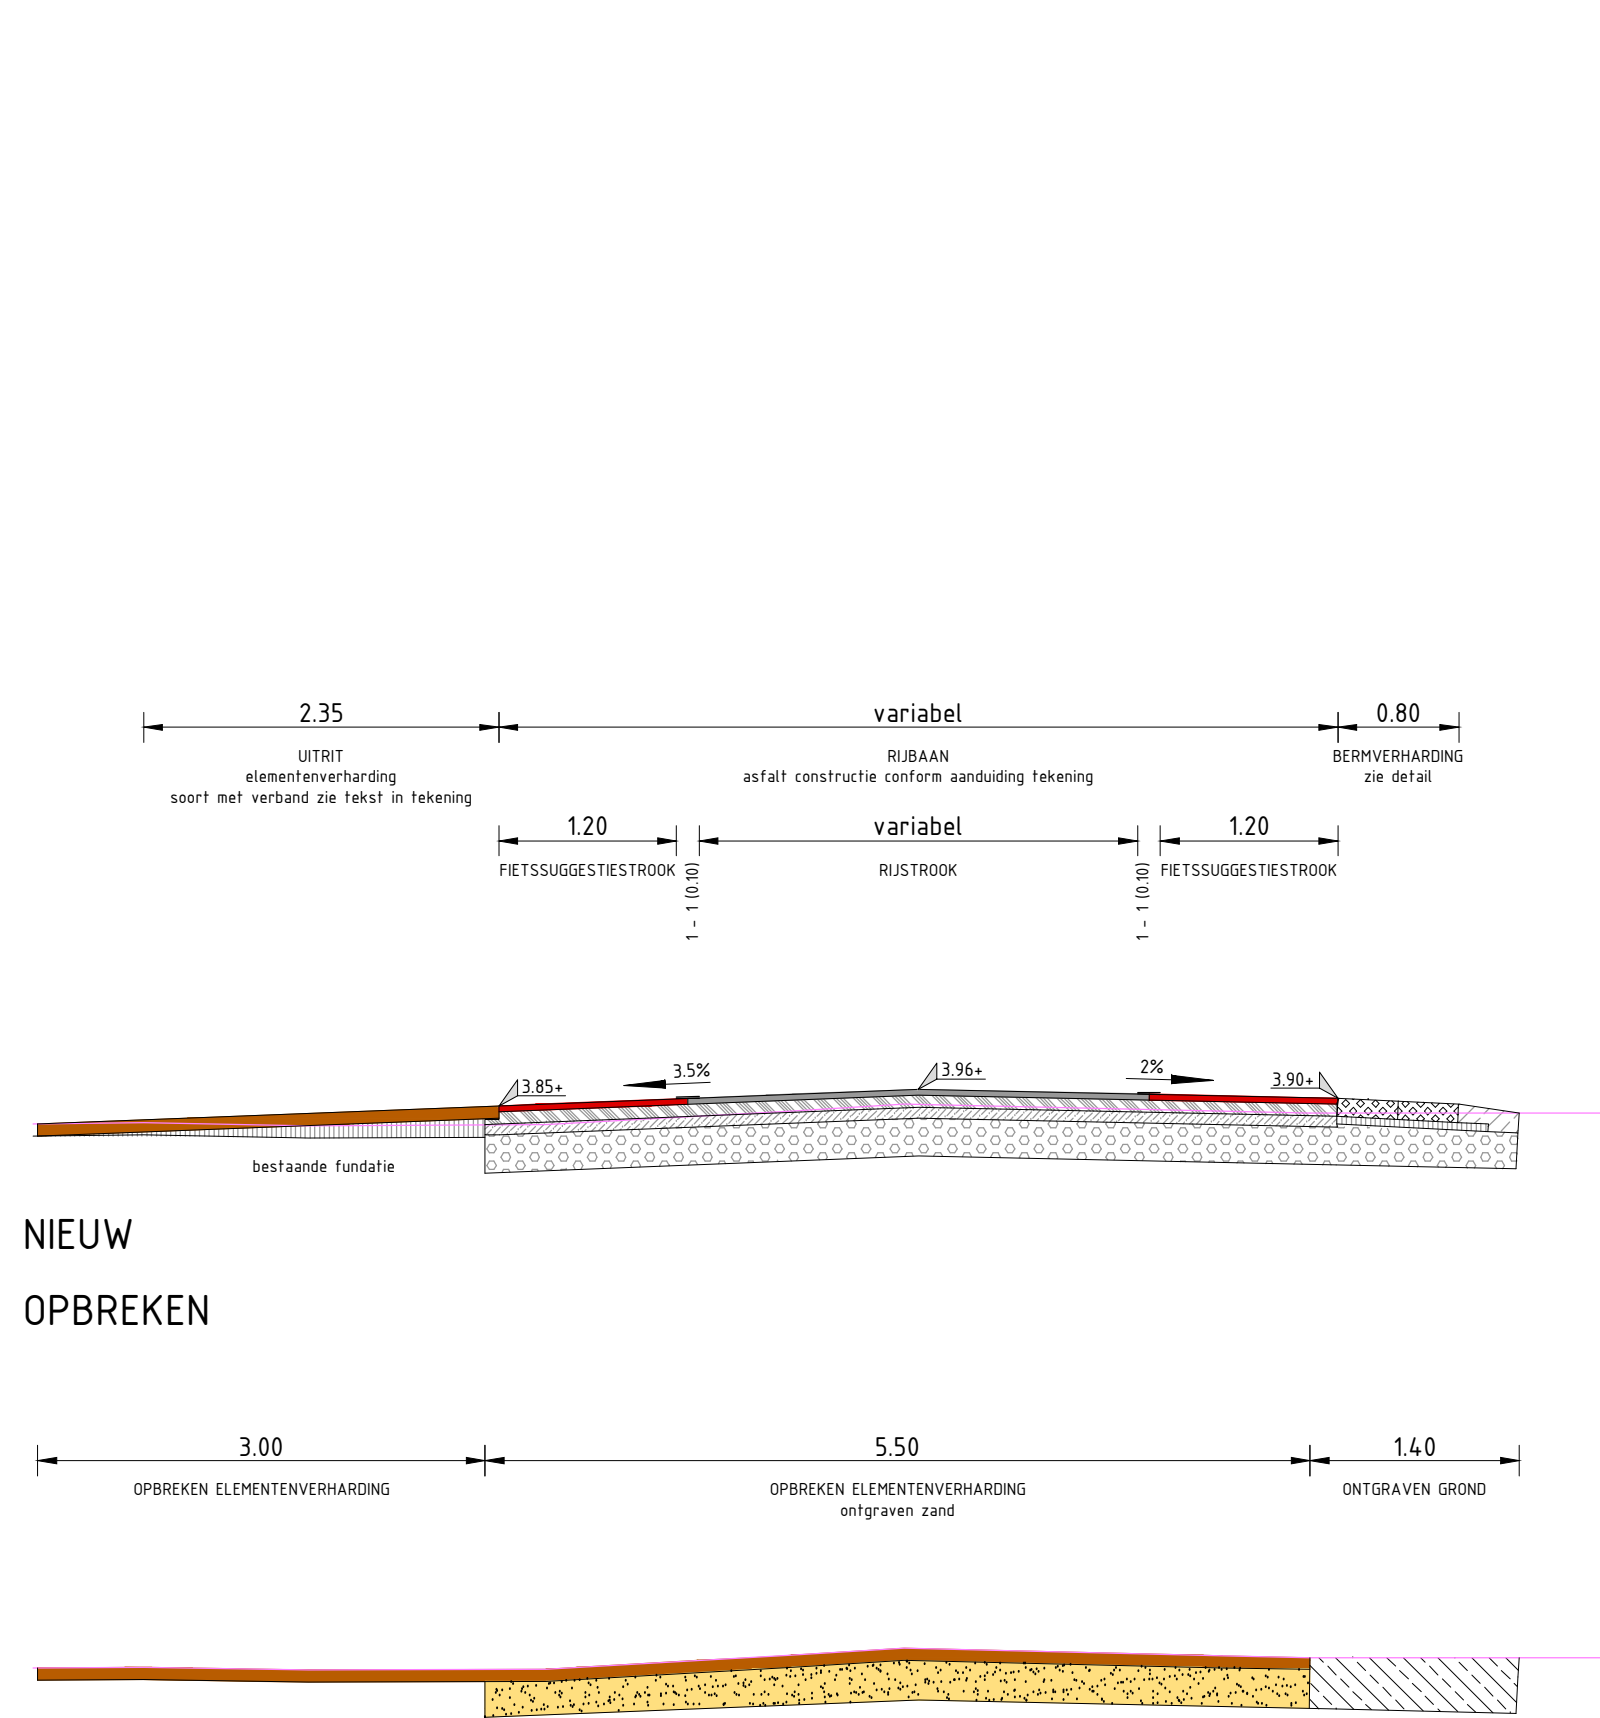 2.35
variabel
0.80
UITRIT
elementenverharding
soort met verband zie tekst in tekening
RIJBAAN
asfalt constructie conform aanduiding tekening
BERMVERHARDING
zie detail
1.20
variabel
1.20
FIETSSUGGESTIESTROOK
1 - 1 (0.10)
RIJSTROOK
1 - 1 (0.10)
FIETSSUGGESTIESTROOK
3.85+
3.5%
3.96+
2%
3.90+
bestaande fundatie
NIEUW
OPBREKEN
3.00
5.50
1.40
OPBREKEN ELEMENTENVERHARDING
OPBREKEN ELEMENTENVERHARDING
ontgraven zand
ONTGRAVEN GROND